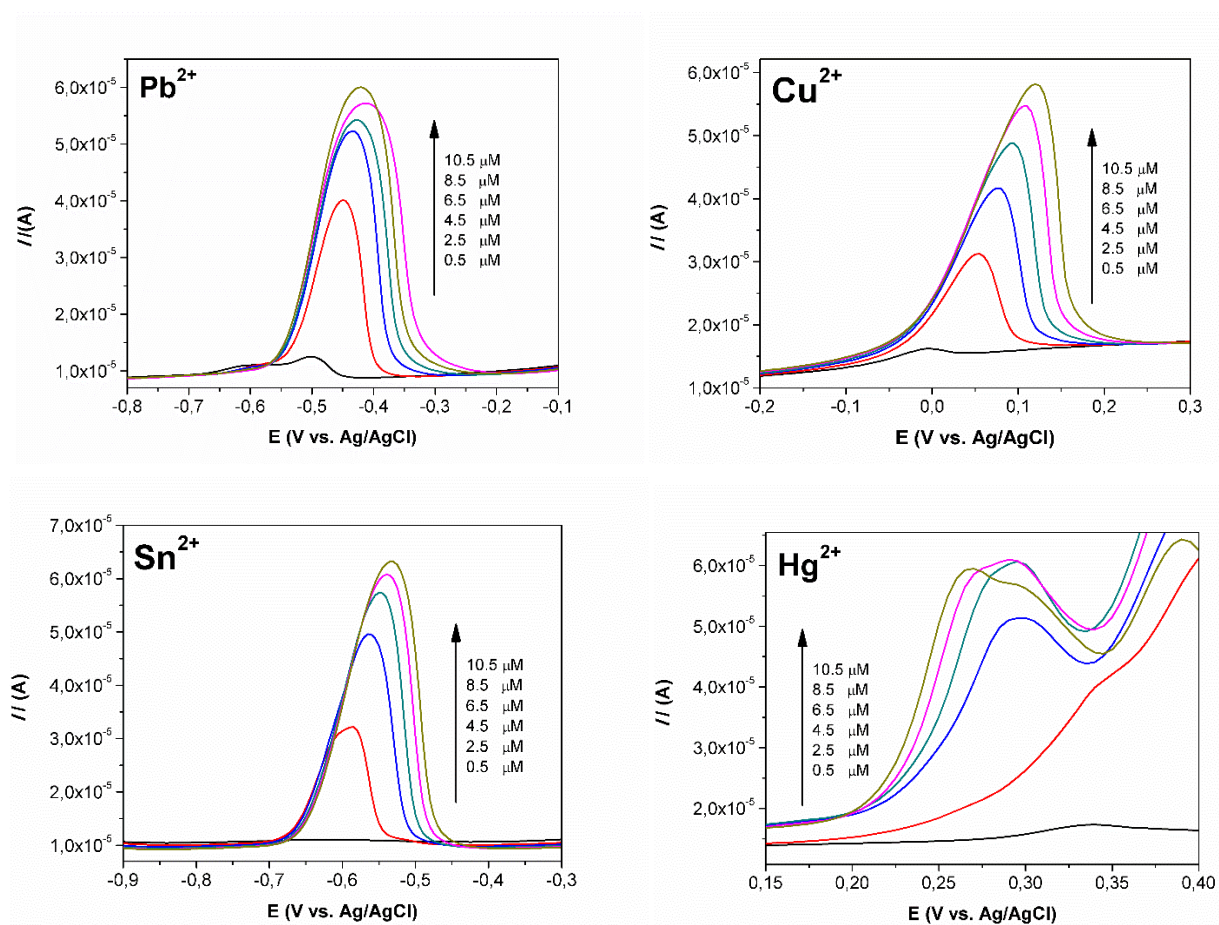 Pb2+
6,0x10-5
5,0x10-5
4,0x10-5
3,0x10-5
2,0x10-5
1,0x10-5
I/(A)
10.5 μM
8.5 μM
6.5 μM
4.5 μM
2.5 μM
0.5 μM
-0,8 -0,7 -0,6 -0,5 -0,4 -0,3 -0,2 -0,1
E (V vs. Ag/AgCl)
Cu2+
6,0x10-5
5,0x10-5
4,0x10-5
3,0x10-5
2,0x10-5
1,0x10-5
I/ (A)
10.5 μM
8.5 μM
6.5 μM
4.5 μM
2.5 μM
0.5 μM
-0,2 -0,1 0,0 0,1 0,2 0,3
E (V vs. Ag/AgCl)
Sn2+
7,0x10-5
6,0x10-5
5,0x10-5
4,0x10-5
3,0x10-5
2,0x10-5
1,0x10-5
I/ (A)
10.5 μM
8.5 μM
6.5 μM
4.5 μM
2.5 μM
0.5 μM
-0,9 -0,8 -0,7 -0,6 -0,5 -0,4 -0,3
E (V vs. Ag/AgCl)
Hg2+
6,0x10-5
5,0x10-5
4,0x10-5
3,0x10-5
2,0x10-5
I/ (A)
10.5 μM
8.5 μM
6.5 μM
4.5 μM
2.5 μM
0.5 μM
0,15 0,20 0,25 0,30 0,35 0,40
E (V vs. Ag/AgCl)